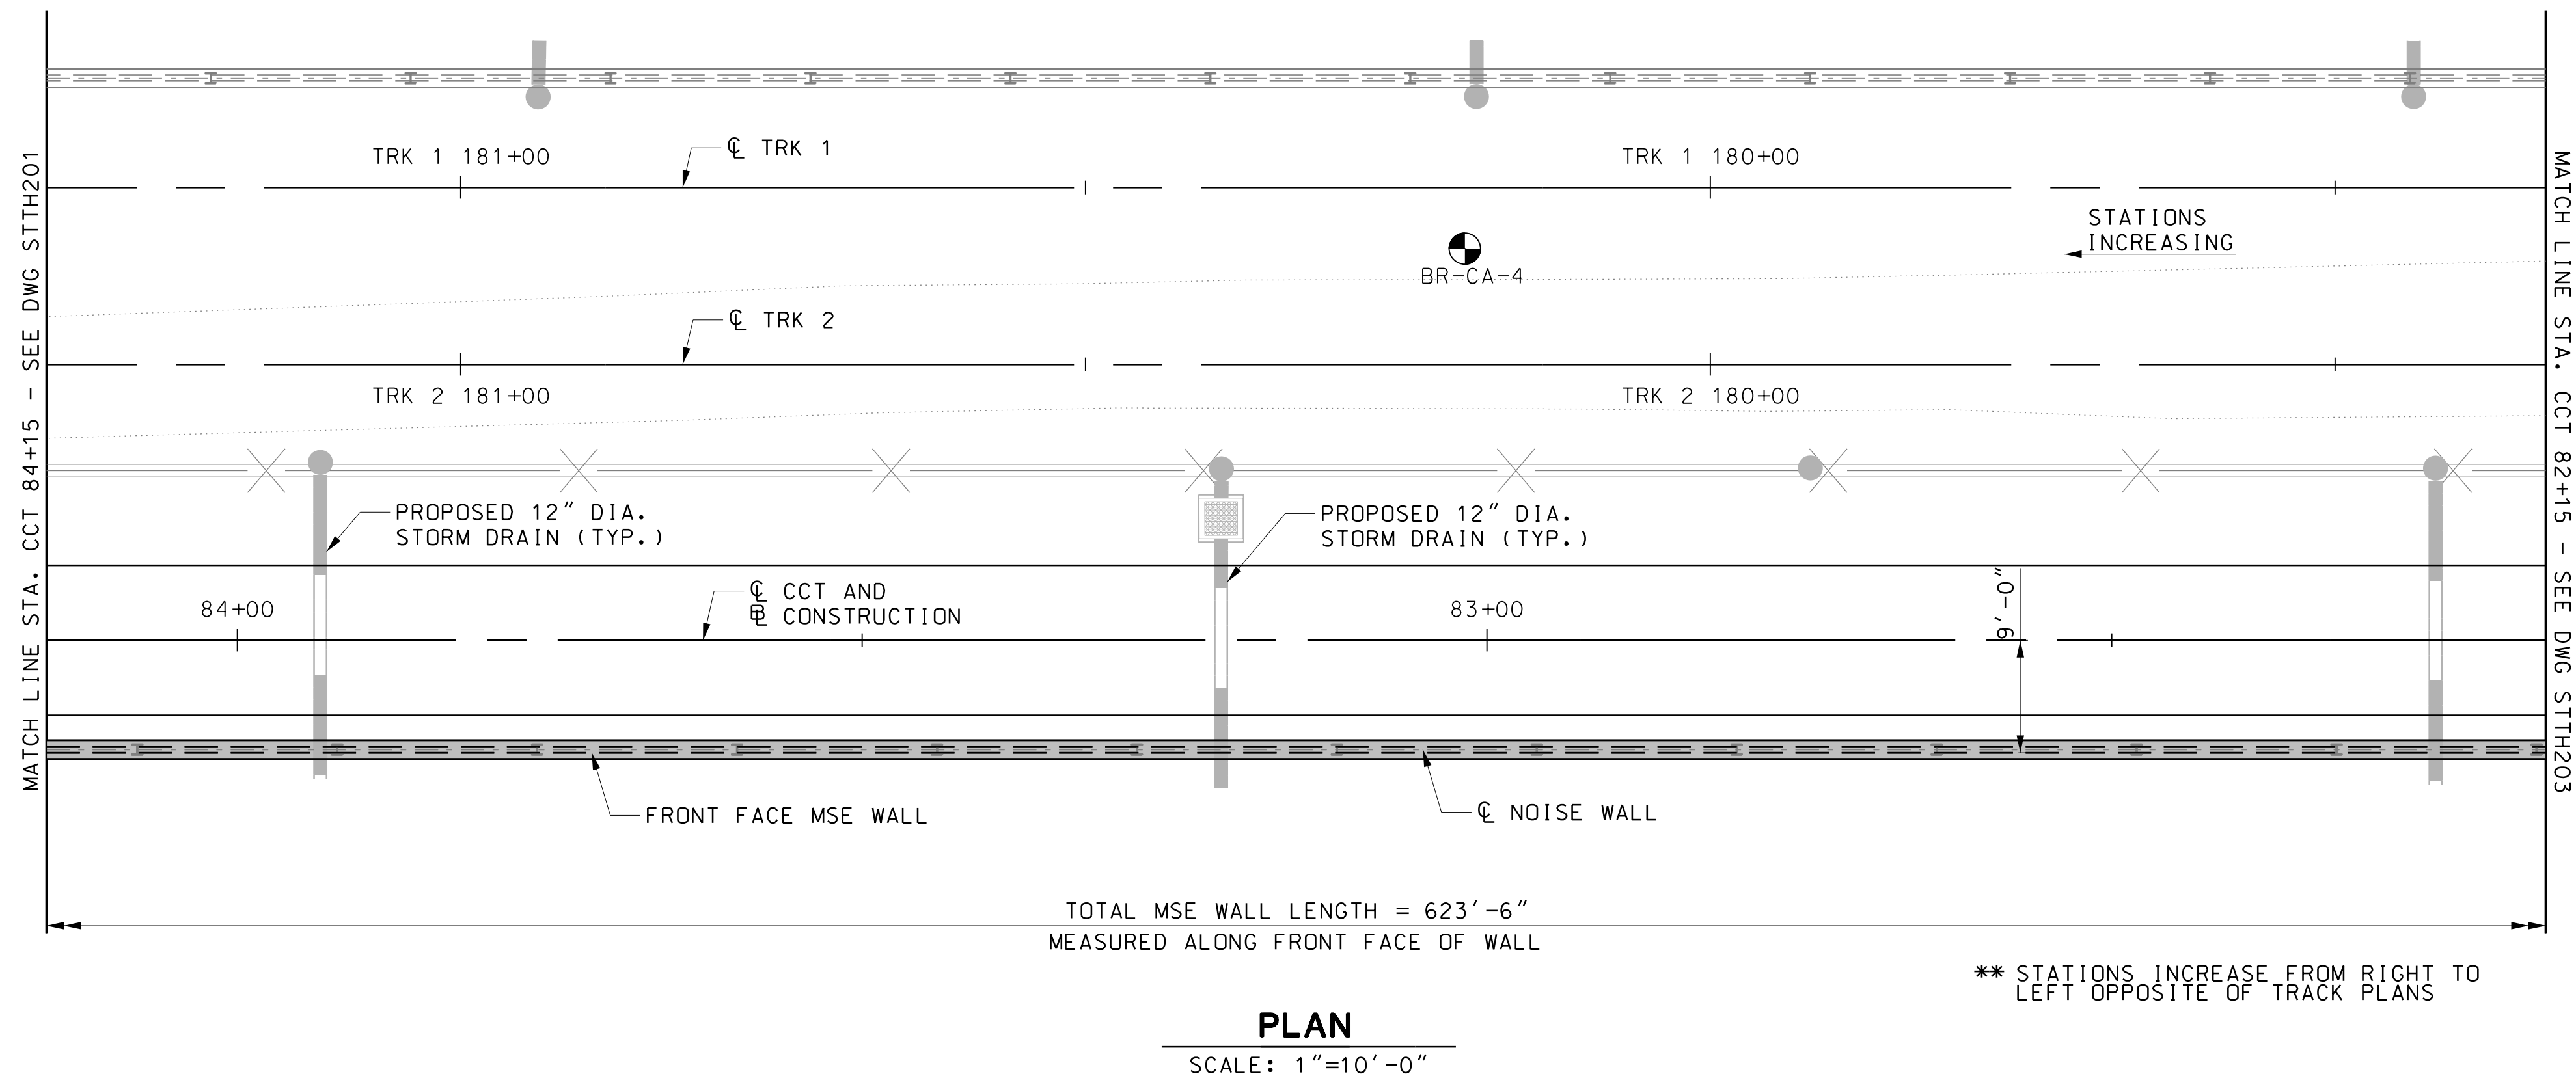 MATCH LINE STA. CCT 84+15 - SEE DWG STTH201
TRK 1 181+00
℄ TRK 1
TRK 1 180+00
STATIONS
INCREASING
BR-CA-4
℄ TRK 2
TRK 2 181+00
TRK 2 180+00
PROPOSED 12" DIA.
STORM DRAIN (TYP.)
PROPOSED 12" DIA.
STORM DRAIN (TYP.)
84+00
℄ CCT AND
BL CONSTRUCTION
83+00
9'-0"
FRONT FACE MSE WALL
℄ NOISE WALL
MATCH LINE STA. CCT 82+15 - SEE DWG STTH203
TOTAL MSE WALL LENGTH = 623'-6"
MEASURED ALONG FRONT FACE OF WALL
** STATIONS INCREASE FROM RIGHT TO
LEFT OPPOSITE OF TRACK PLANS
PLAN
SCALE: 1"=10'-0"